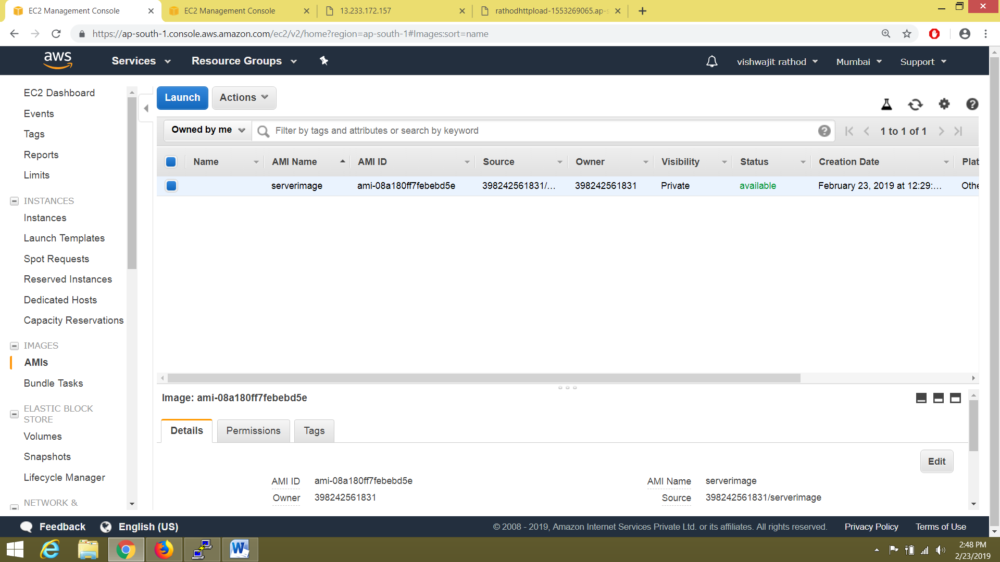 EC2 Management Console
EC2 Management Console
13.233.172.157
rathodhttpload-1553269065.ap-s
https://ap-south-1.console.aws.amazon.com/ec2/v2/home?region=ap-south-1#Images:sort=name
aws
Services
Resource Groups
vishwajit rathod
Mumbai
Support
EC2 Dashboard
Events
Tags
Reports
Limits
INSTANCES
Instances
Launch Templates
Spot Requests
Reserved Instances
Dedicated Hosts
Capacity Reservations
IMAGES
AMIs
Bundle Tasks
ELASTIC BLOCK
STORE
Volumes
Snapshots
Lifecycle Manager
NETWORK &
Launch
Actions
Owned by me
Filter by tags and attributes or search by keyword
1 to 1 of 1
Name AMI Name AMI ID Source Owner Visibility Status Creation Date Plat
serverimage ami-08a180ff7febebd5e 398242561831/... 398242561831 Private available February 23, 2019 at 12:29:... Othe
Image: ami-08a180ff7febebd5e
Details
Permissions
Tags
Edit
AMI ID ami-08a180ff7febebd5e
AMI Name serverimage
Owner 398242561831
Source 398242561831/serverimage
Feedback
English (US)
© 2008 - 2019, Amazon Internet Services Private Ltd. or its affiliates. All rights reserved.
Privacy Policy
Terms of Use
2:48 PM
2/23/2019